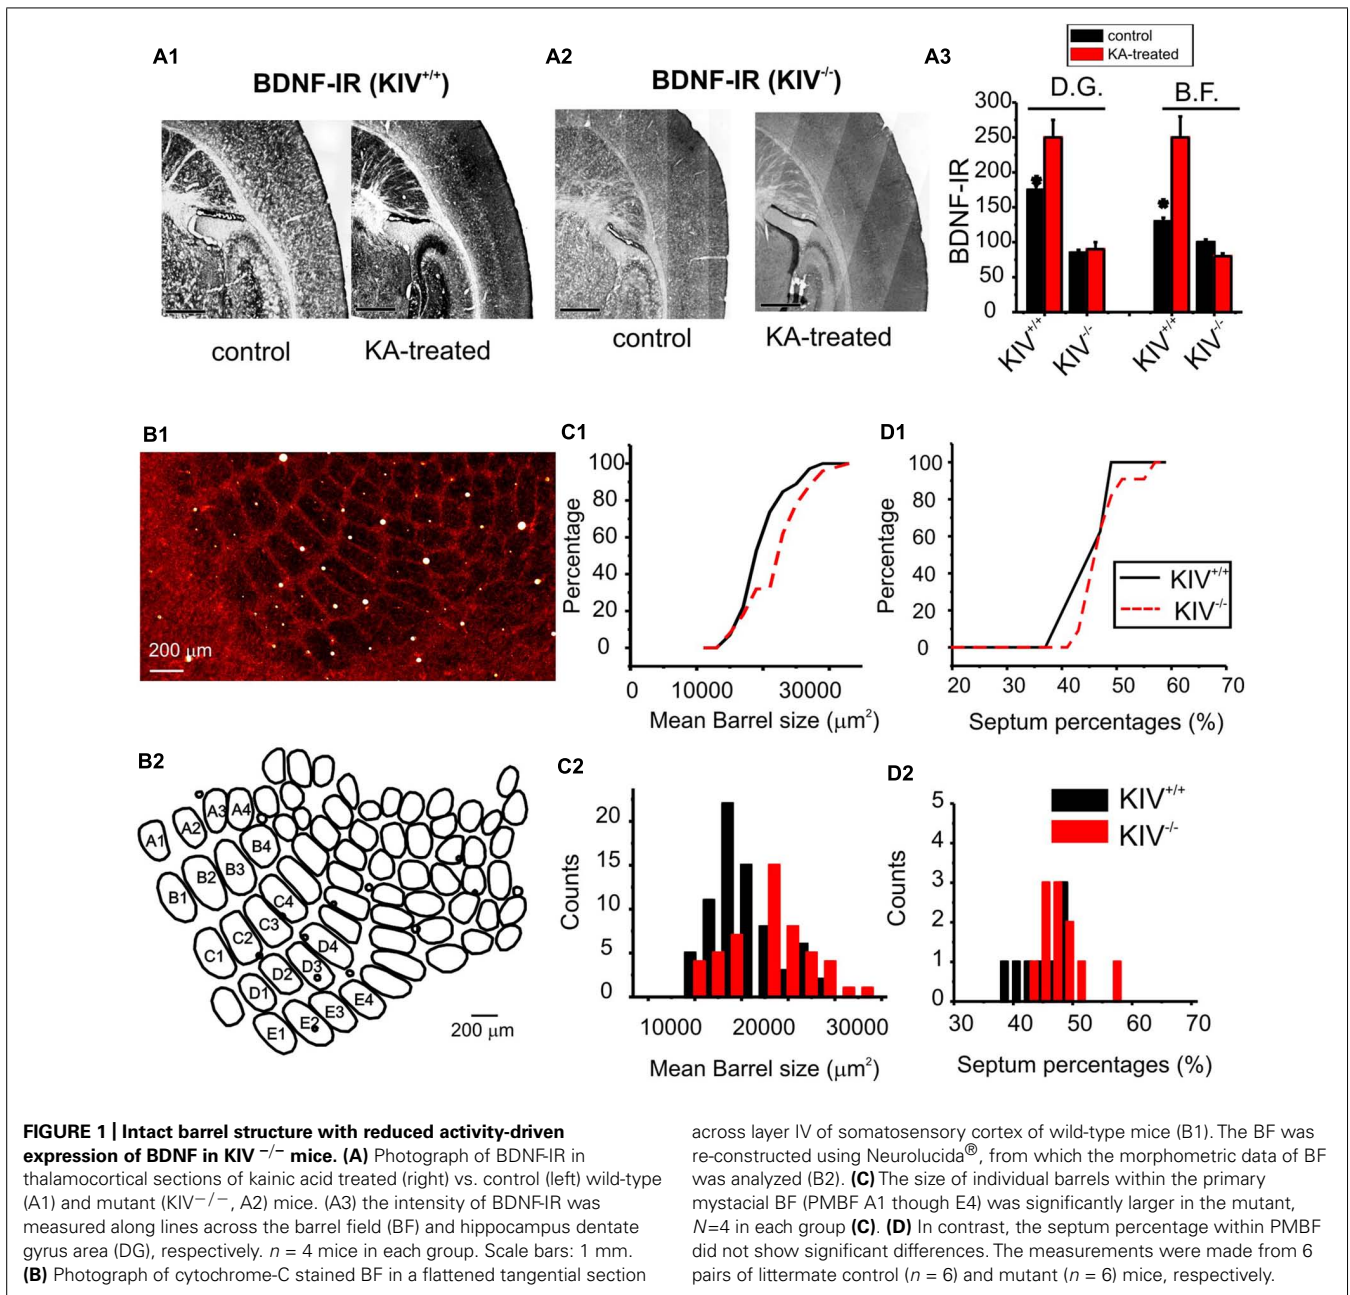 A1
BDNF-IR (KIV+/+)
control
KA-treated
A2
BDNF-IR (KIV-/-)
control
KA-treated
A3
control
KA-treated
D.G.
B.F.
BDNF-IR
300
250
200
150
100
50
0
KIV+/+
KIV-/-
KIV+/+
KIV-/-
B1
200 μm
C1
Percentage
100
80
60
40
20
0
0
10000
30000
Mean Barrel size (μm²)
D1
Percentage
100
80
60
40
20
0
20
30
40
50
60
70
Septum percentages (%)
KIV+/+
KIV-/-
B2
A1
A2
A3
A4
B1
B2
B3
B4
C1
C2
C3
C4
D1
D2
D3
D4
E1
E2
E3
E4
200 μm
C2
Counts
20
15
10
5
0
10000
20000
30000
Mean Barrel size (μm²)
D2
Counts
5
4
3
2
1
0
30
40
50
60
70
Septum percentages (%)
KIV+/+
KIV-/-
FIGURE 1 | Intact barrel structure with reduced activity-driven
expression of BDNF in KIV −/− mice. (A) Photograph of BDNF-IR in
thalamocortical sections of kainic acid treated (right) vs. control (left) wild-type
(A1) and mutant (KIV−/−, A2) mice. (A3) the intensity of BDNF-IR was
measured along lines across the barrel field (BF) and hippocampus dentate
gyrus area (DG), respectively. n = 4 mice in each group. Scale bars: 1 mm.
(B) Photograph of cytochrome-C stained BF in a flattened tangential section
across layer IV of somatosensory cortex of wild-type mice (B1). The BF was
re-constructed using Neurolucida®, from which the morphometric data of BF
was analyzed (B2). (C) The size of individual barrels within the primary
mystacial BF (PMBF A1 though E4) was significantly larger in the mutant,
N=4 in each group (C). (D) In contrast, the septum percentage within PMBF
did not show significant differences. The measurements were made from 6
pairs of littermate control (n = 6) and mutant (n = 6) mice, respectively.